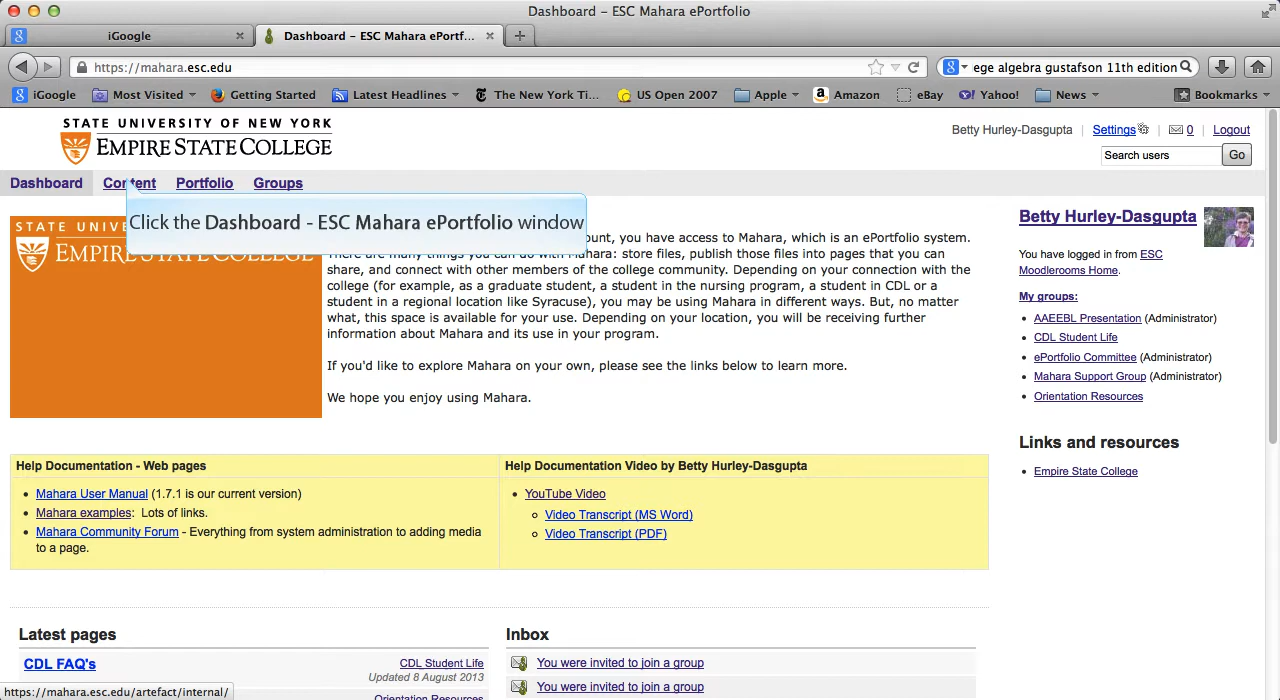 Dashboard – ESC Mahara ePortfolio
iGoogle
Dashboard – ESC Mahara ePortf...
https://mahara.esc.edu
ege algebra gustafson 11th edition
iGoogle
Most Visited
Getting Started
Latest Headlines
The New York Ti...
US Open 2007
Apple
Amazon
eBay
Yahoo!
News
Bookmarks
STATE UNIVERSITY OF NEW YORK
EMPIRE STATE COLLEGE
Betty Hurley-Dasgupta | Settings | 0 | Logout
Search users Go
Dashboard Content Portfolio Groups
Click the Dashboard - ESC Mahara ePortfolio window
STATE UNIV
EMPIRE STATE COLLEGE
ount, you have access to Mahara, which is an ePortfolio system.
There are many things you can do with Mahara: store files, publish those files into pages that you can
share, and connect with other members of the college community. Depending on your connection with the
college (for example, as a graduate student, a student in the nursing program, a student in CDL or a
student in a regional location like Syracuse), you may be using Mahara in different ways. But, no matter
what, this space is available for your use. Depending on your location, you will be receiving further
information about Mahara and its use in your program.
If you'd like to explore Mahara on your own, please see the links below to learn more.
We hope you enjoy using Mahara.
Betty Hurley-Dasgupta
You have logged in from ESC
Moodlerooms Home.
My groups:
AAEEBL Presentation (Administrator)
CDL Student Life
ePortfolio Committee (Administrator)
Mahara Support Group (Administrator)
Orientation Resources
Links and resources
Empire State College
Help Documentation - Web pages
Mahara User Manual (1.7.1 is our current version)
Mahara examples: Lots of links.
Mahara Community Forum - Everything from system administration to adding media
to a page.
Help Documentation Video by Betty Hurley-Dasgupta
YouTube Video
Video Transcript (MS Word)
Video Transcript (PDF)
Latest pages
CDL FAQ's
CDL Student Life
Updated 8 August 2013
Orientation Resources
Inbox
You were invited to join a group
You were invited to join a group
https://mahara.esc.edu/artefact/internal/